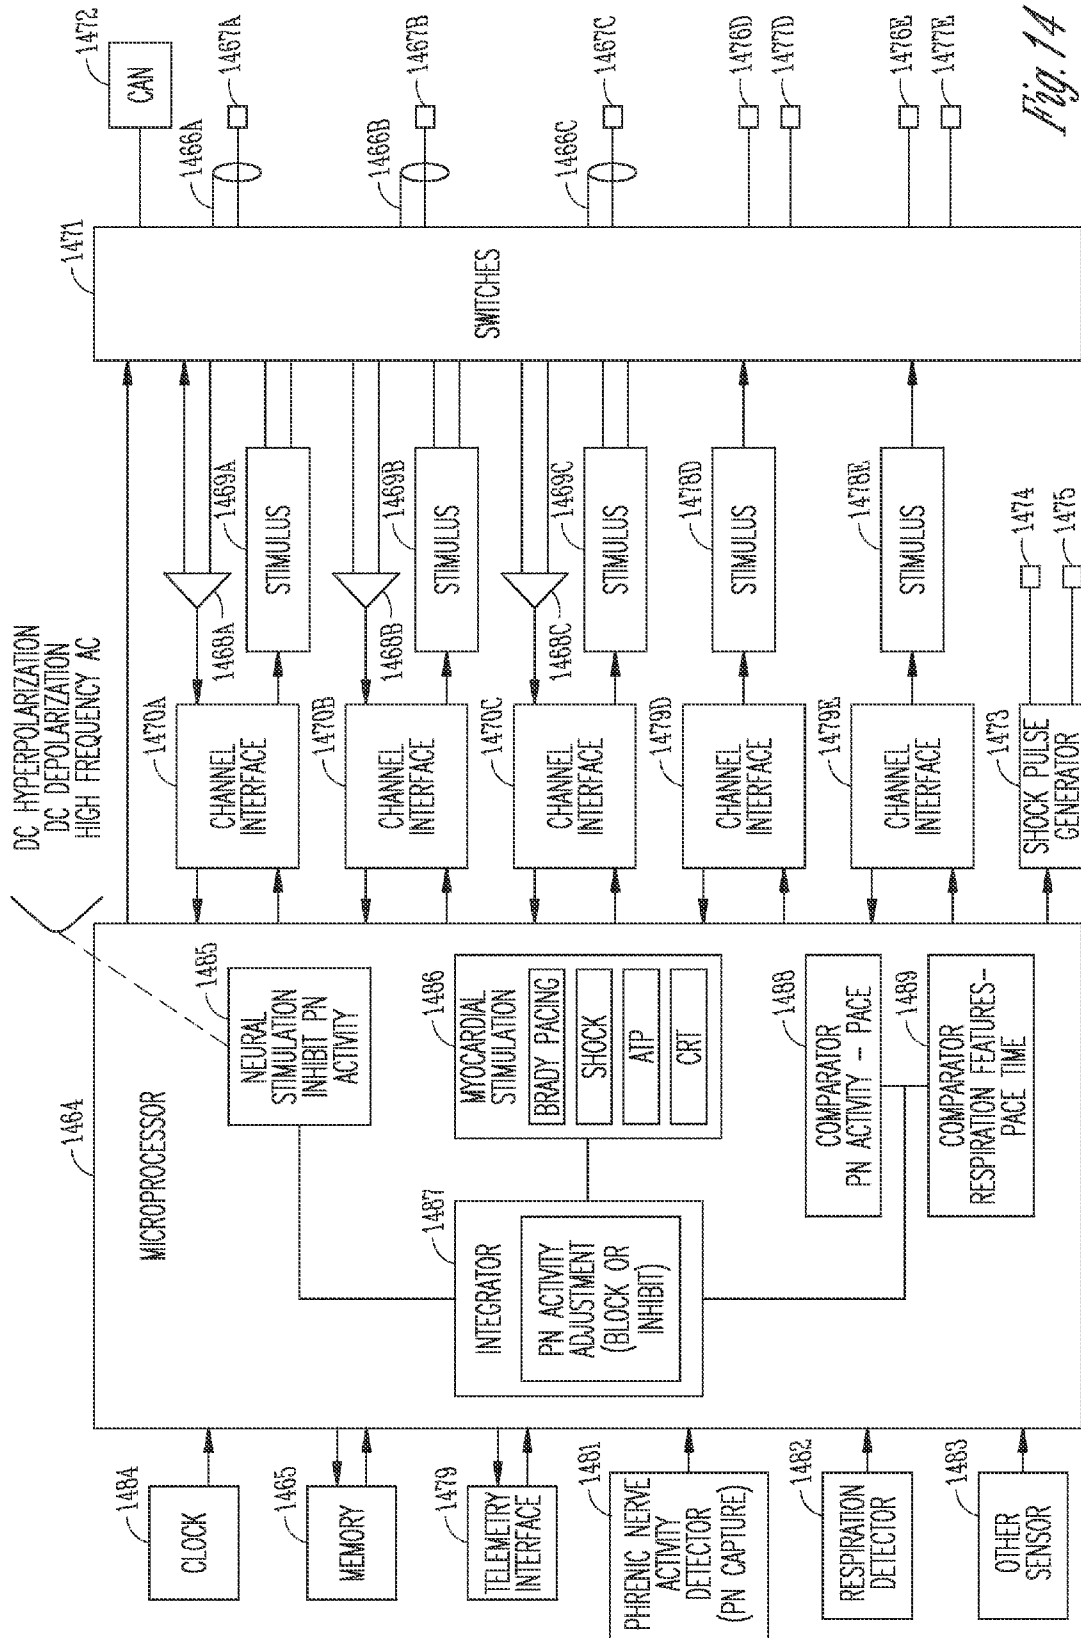 DC HYPERPOLARIZATION
DC DEPOLARIZATION
HIGH FREQUENCY AC
1464
MICROPROCESSOR
1484
CLOCK
1465
MEMORY
1479
TELEMETRY
INTERFACE
1481
PHRENIC NERVE
ACTIVITY
DETECTOR
(PN CAPTURE)
1482
RESPIRATION
DETECTOR
1483
OTHER
SENSOR
1485
NEURAL
STIMULATION
INHIBIT PN
ACTIVITY
1486
MYOCARDIAL
STIMULATION
BRADY PACING
SHOCK
ATP
CRT
1487
INTEGRATOR
PN ACTIVITY
ADJUSTMENT
(BLOCK OR
INHIBIT)
1488
COMPARATOR
PN ACTIVITY - PACE
1489
COMPARATOR
RESPIRATION FEATURES-
PACE TIME
1470A
CHANNEL
INTERFACE
1468A
1469A
STIMULUS
1470B
CHANNEL
INTERFACE
1468B
1469B
STIMULUS
1470C
CHANNEL
INTERFACE
1468C
1469C
STIMULUS
1479D
CHANNEL
INTERFACE
1478D
STIMULUS
1479E
CHANNEL
INTERFACE
1478E
STIMULUS
1473
SHOCK PULSE
GENERATOR
1474
1475
1471
SWITCHES
1472
CAN
1466A
1467A
1466B
1467B
1466C
1467C
1476D
1477D
1476E
1477E
Fig. 14